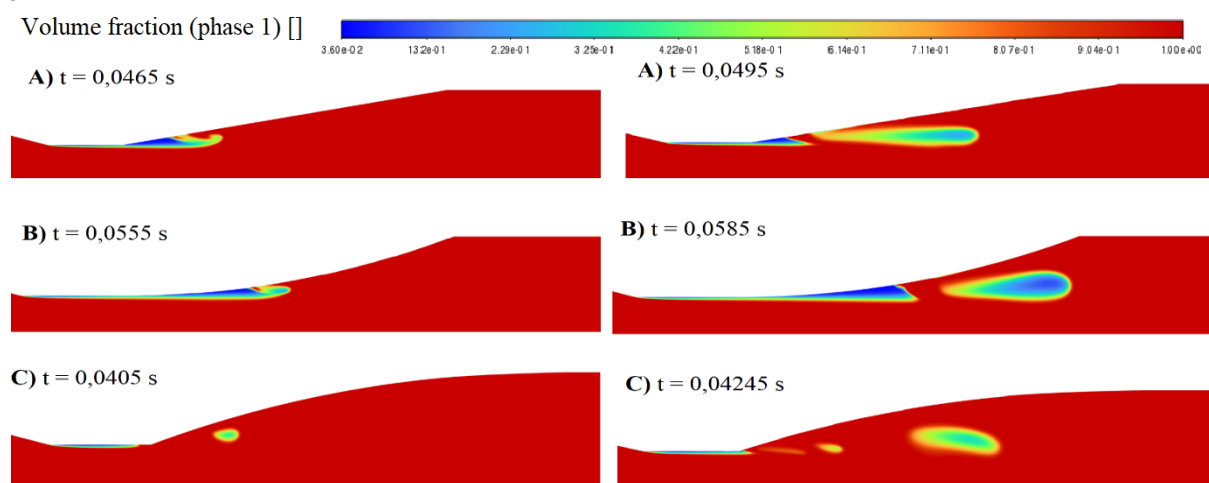 Volume fraction (phase 1) []
3.60e-02 132e-01 2.29e-01 3.25e-01 4.22e-01 5.18e-01 6.14e-01 7.11e-01 8.07e-01 9.04e-01 1.00e+00
A) t = 0,0465 s
A) t = 0,0495 s
B) t = 0,0555 s
B) t = 0,0585 s
C) t = 0,0405 s
C) t = 0,04245 s